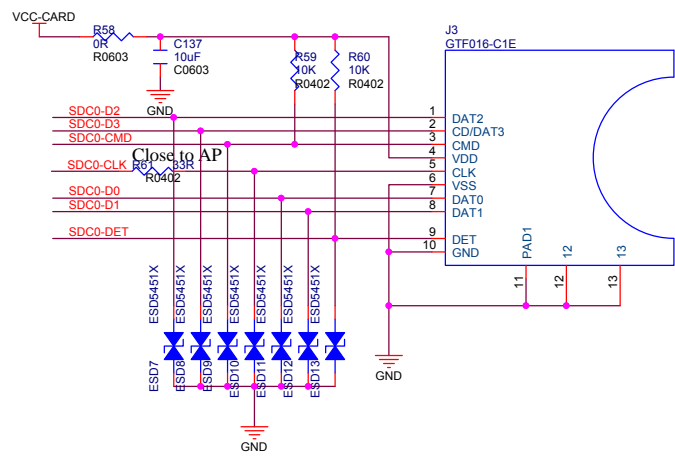 VCC-CARD
R58
0R
R0603
C137
10uF
C0603
GND
R59
10K
R0402
R60
10K
R0402
J3
GTF016-C1E
SDC0-D2
SDC0-D3
SDC0-CMD
Close to AP
SDC0-CLK
R61
33R
R0402
SDC0-D0
SDC0-D1
SDC0-DET
1 DAT2
2 CD/DAT3
3 CMD
4 VDD
5 CLK
6 VSS
7 DAT0
8 DAT1
9 DET
10 GND
PAD1
12
13
11
12
13
ESD5451X
ESD5451X
ESD5451X
ESD5451X
ESD5451X
ESD5451X
ESD5451X
ESD7
ESD8
ESD9
ESD10
ESD11
ESD12
ESD13
GND
GND